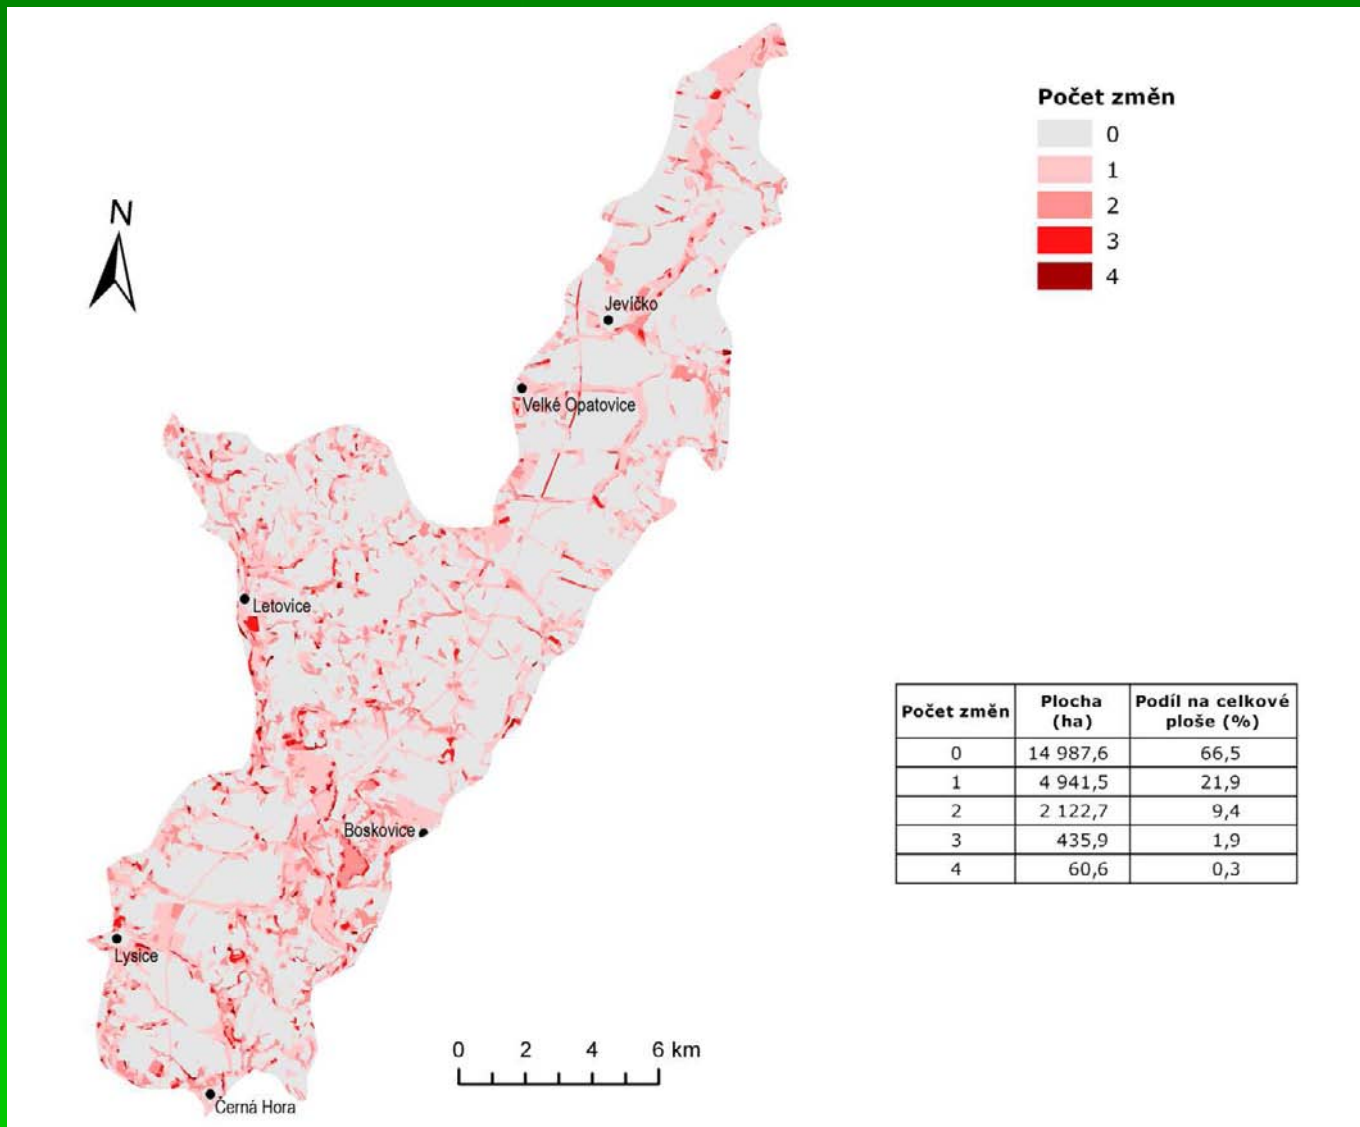 Počet změn
0
1
2
3
4
N
Jevíčko
Velké Opatovice
Letovice
Boskovice
Lysice
Černá Hora
0 2 4 6 km
Počet změn Plocha (ha) Podíl na celkové ploše (%)
0 14 987,6 66,5
1 4 941,5 21,9
2 2 122,7 9,4
3 435,9 1,9
4 60,6 0,3